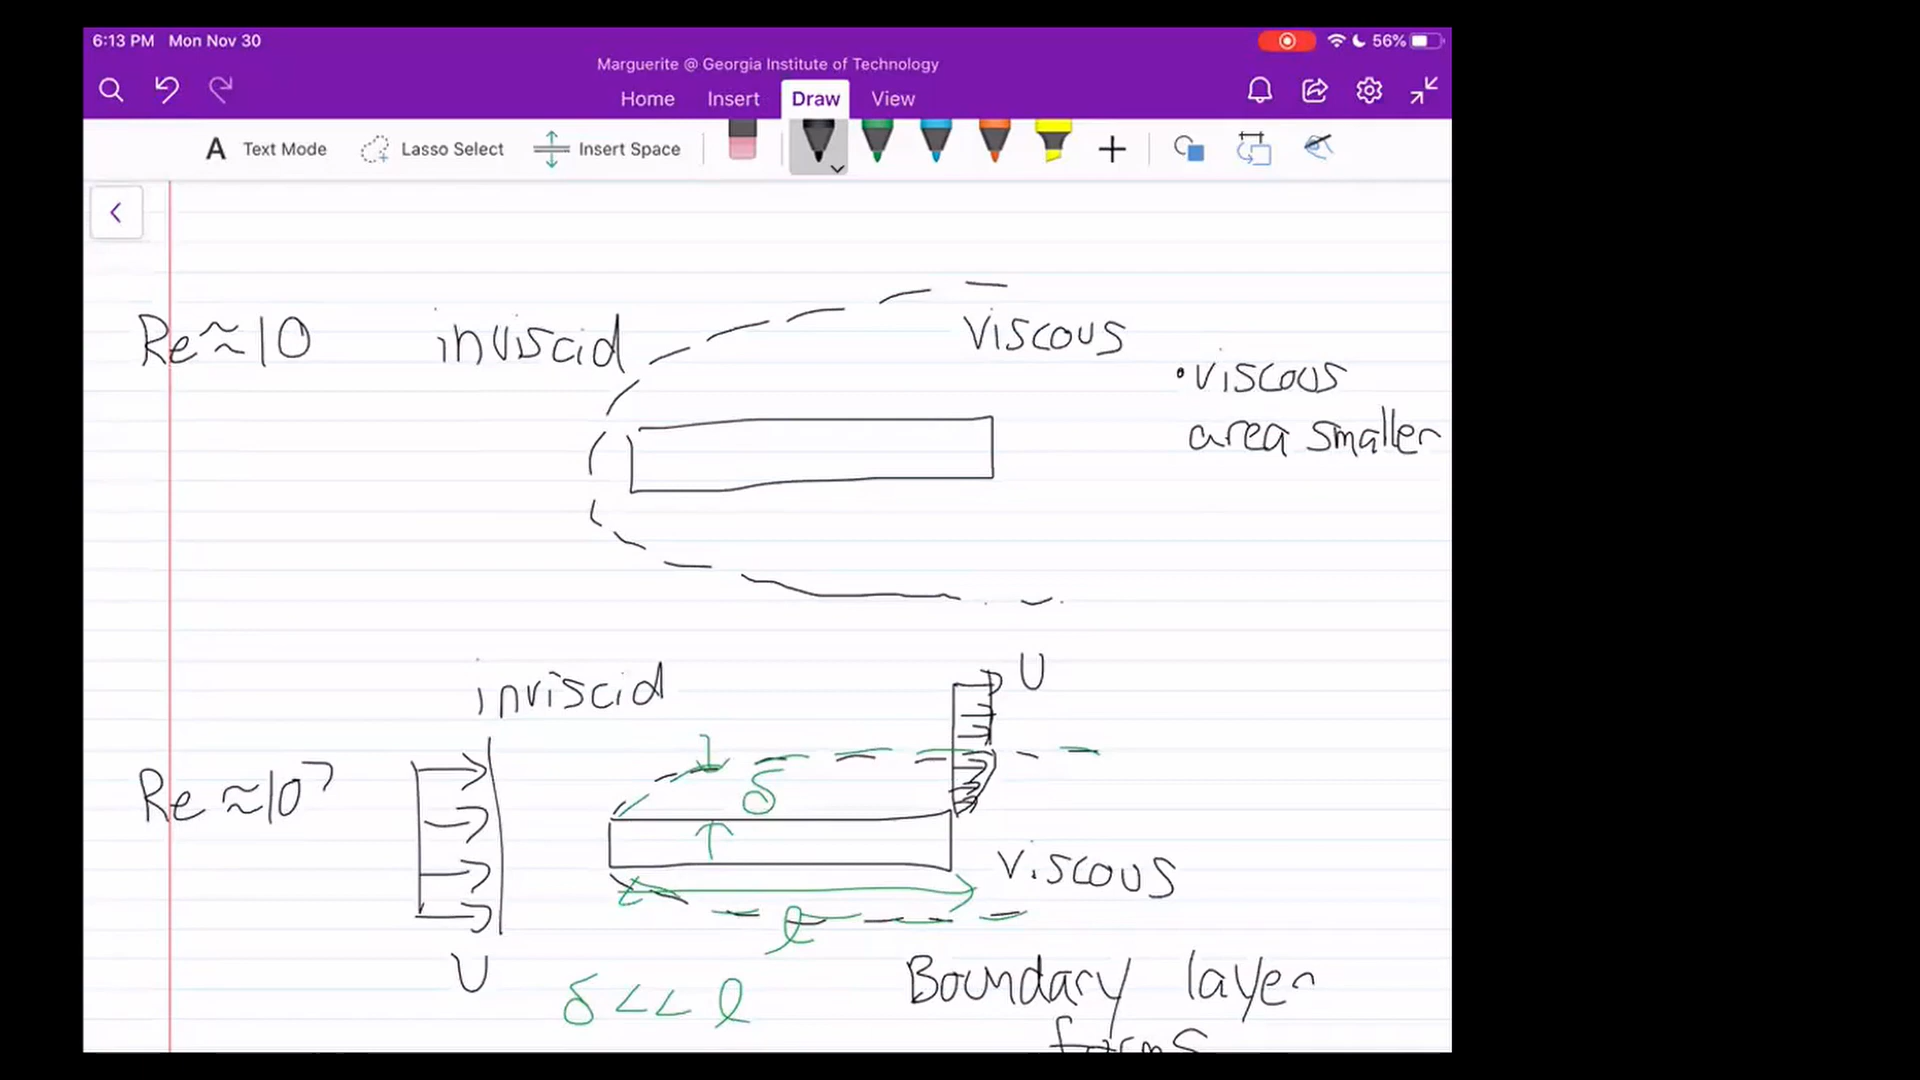 6:13 PM Mon Nov 30
56%
Marguerite @ Georgia Institute of Technology
Home Insert Draw View
A Text Mode Lasso Select Insert Space
Re≈10 inviscid viscous
•viscous
area smaller
inviscid U
δ
Re≈10⁷
viscous
l
U
δ << l
Boundary layer
forms